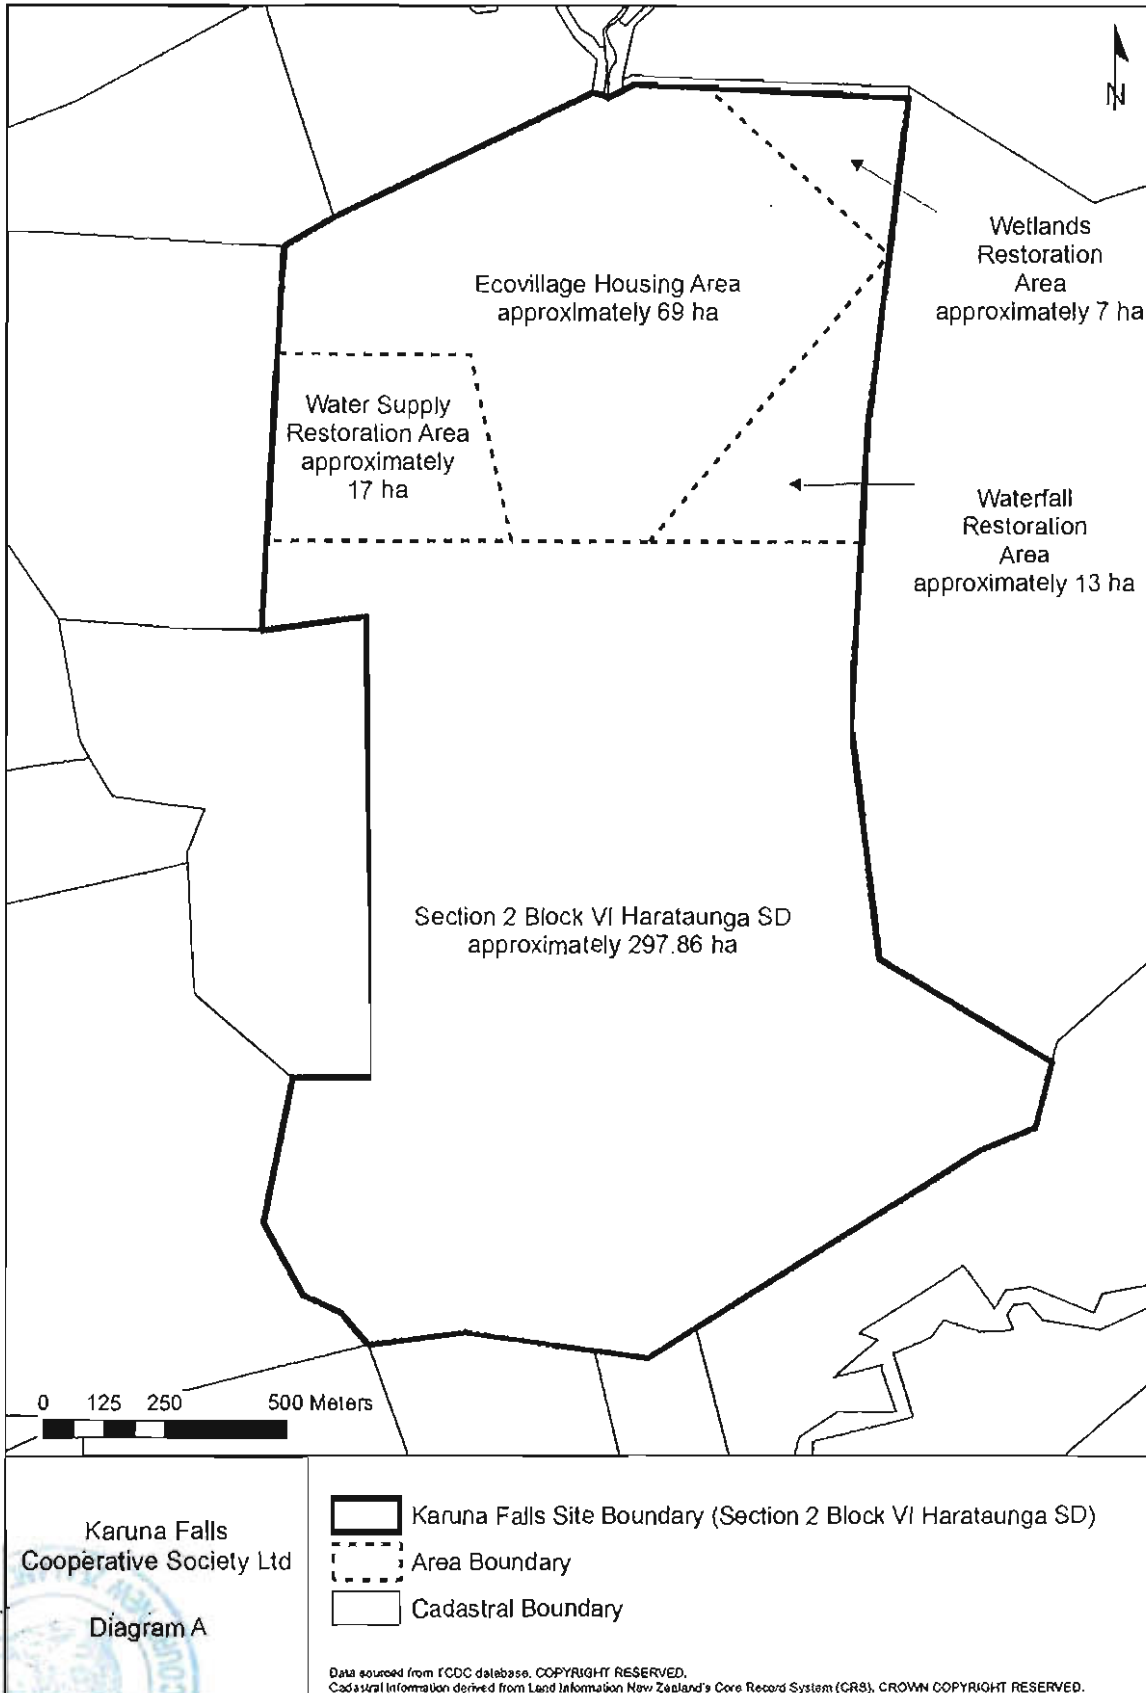 N
Wetlands
Restoration
Area
approximately 7 ha
Ecovillage Housing Area
approximately 69 ha
Water Supply
Restoration Area
approximately
17 ha
Waterfall
Restoration
Area
approximately 13 ha
Section 2 Block VI Harataunga SD
approximately 297.86 ha
0 125 250 500 Meters
Karuna Falls
Cooperative Society Ltd
Diagram A
Karuna Falls Site Boundary (Section 2 Block VI Harataunga SD)
Area Boundary
Cadastral Boundary
Data sourced from TCDC database. COPYRIGHT RESERVED.
Cadastral Information derived from Land Information New Zealand's Core Record System (CRS). CROWN COPYRIGHT RESERVED.